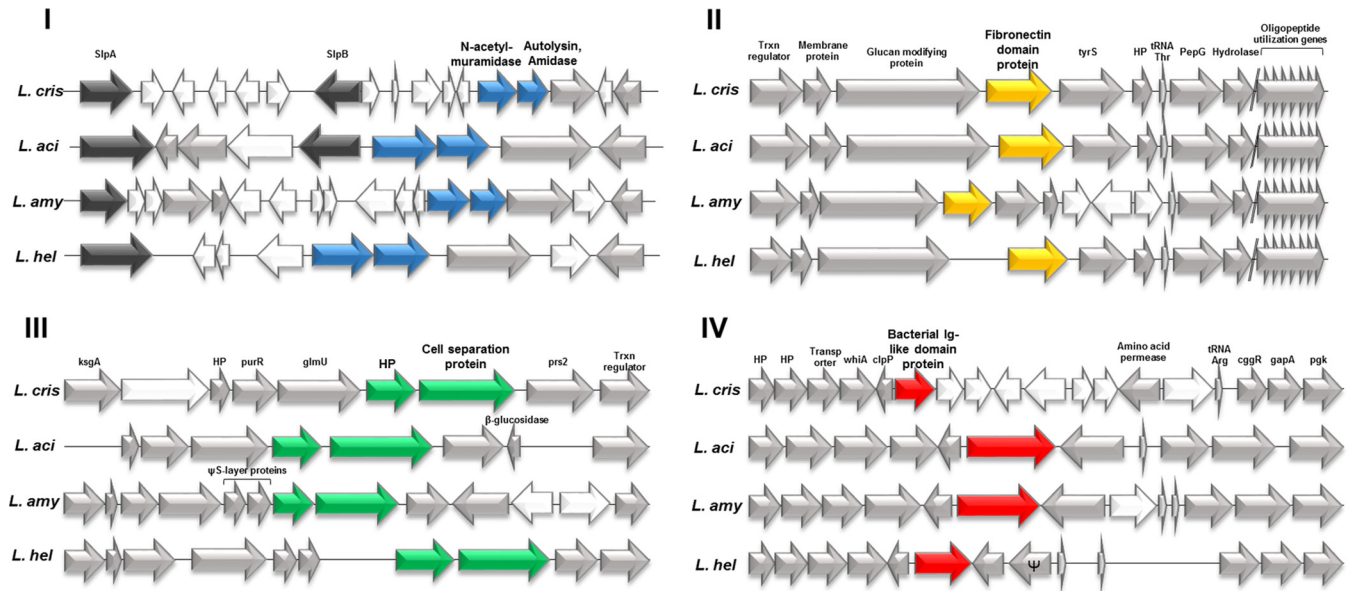 I
SlpA
SlpB
N-acetyl-
muramidase
Autolysin,
Amidase
L. cris
L. aci
L. amy
L. hel
II
Trxn
regulator
Membrane
protein
Glucan modifying
protein
Fibronectin
domain
protein
tyrS
HP
tRNA
Thr
PepG
Hydrolase
Oligopeptide
utilization genes
L. cris
L. aci
L. amy
L. hel
III
ksgA
HP
purR
glmU
HP
Cell separation
protein
prs2
Trxn
regulator
L. cris
β-glucosidase
L. aci
ψS-layer proteins
L. amy
L. hel
IV
HP
HP
Transp
orter
whiA
clpP
Bacterial Ig-
like domain
protein
Amino acid
permease
tRNA
Arg
cggR
gapA
pgk
L. cris
L. aci
L. amy
L. hel
Ψ